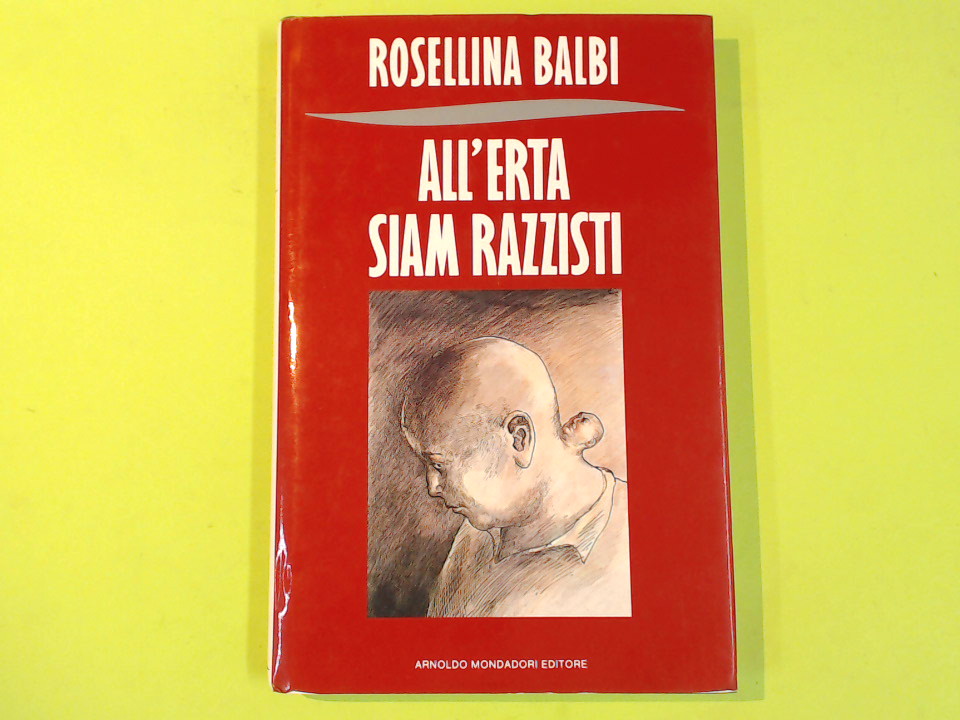 ROSELLINA BALBI
ALL'ERTA
SIAM RAZZISTI
ARNOLDO MONDADORI EDITORE